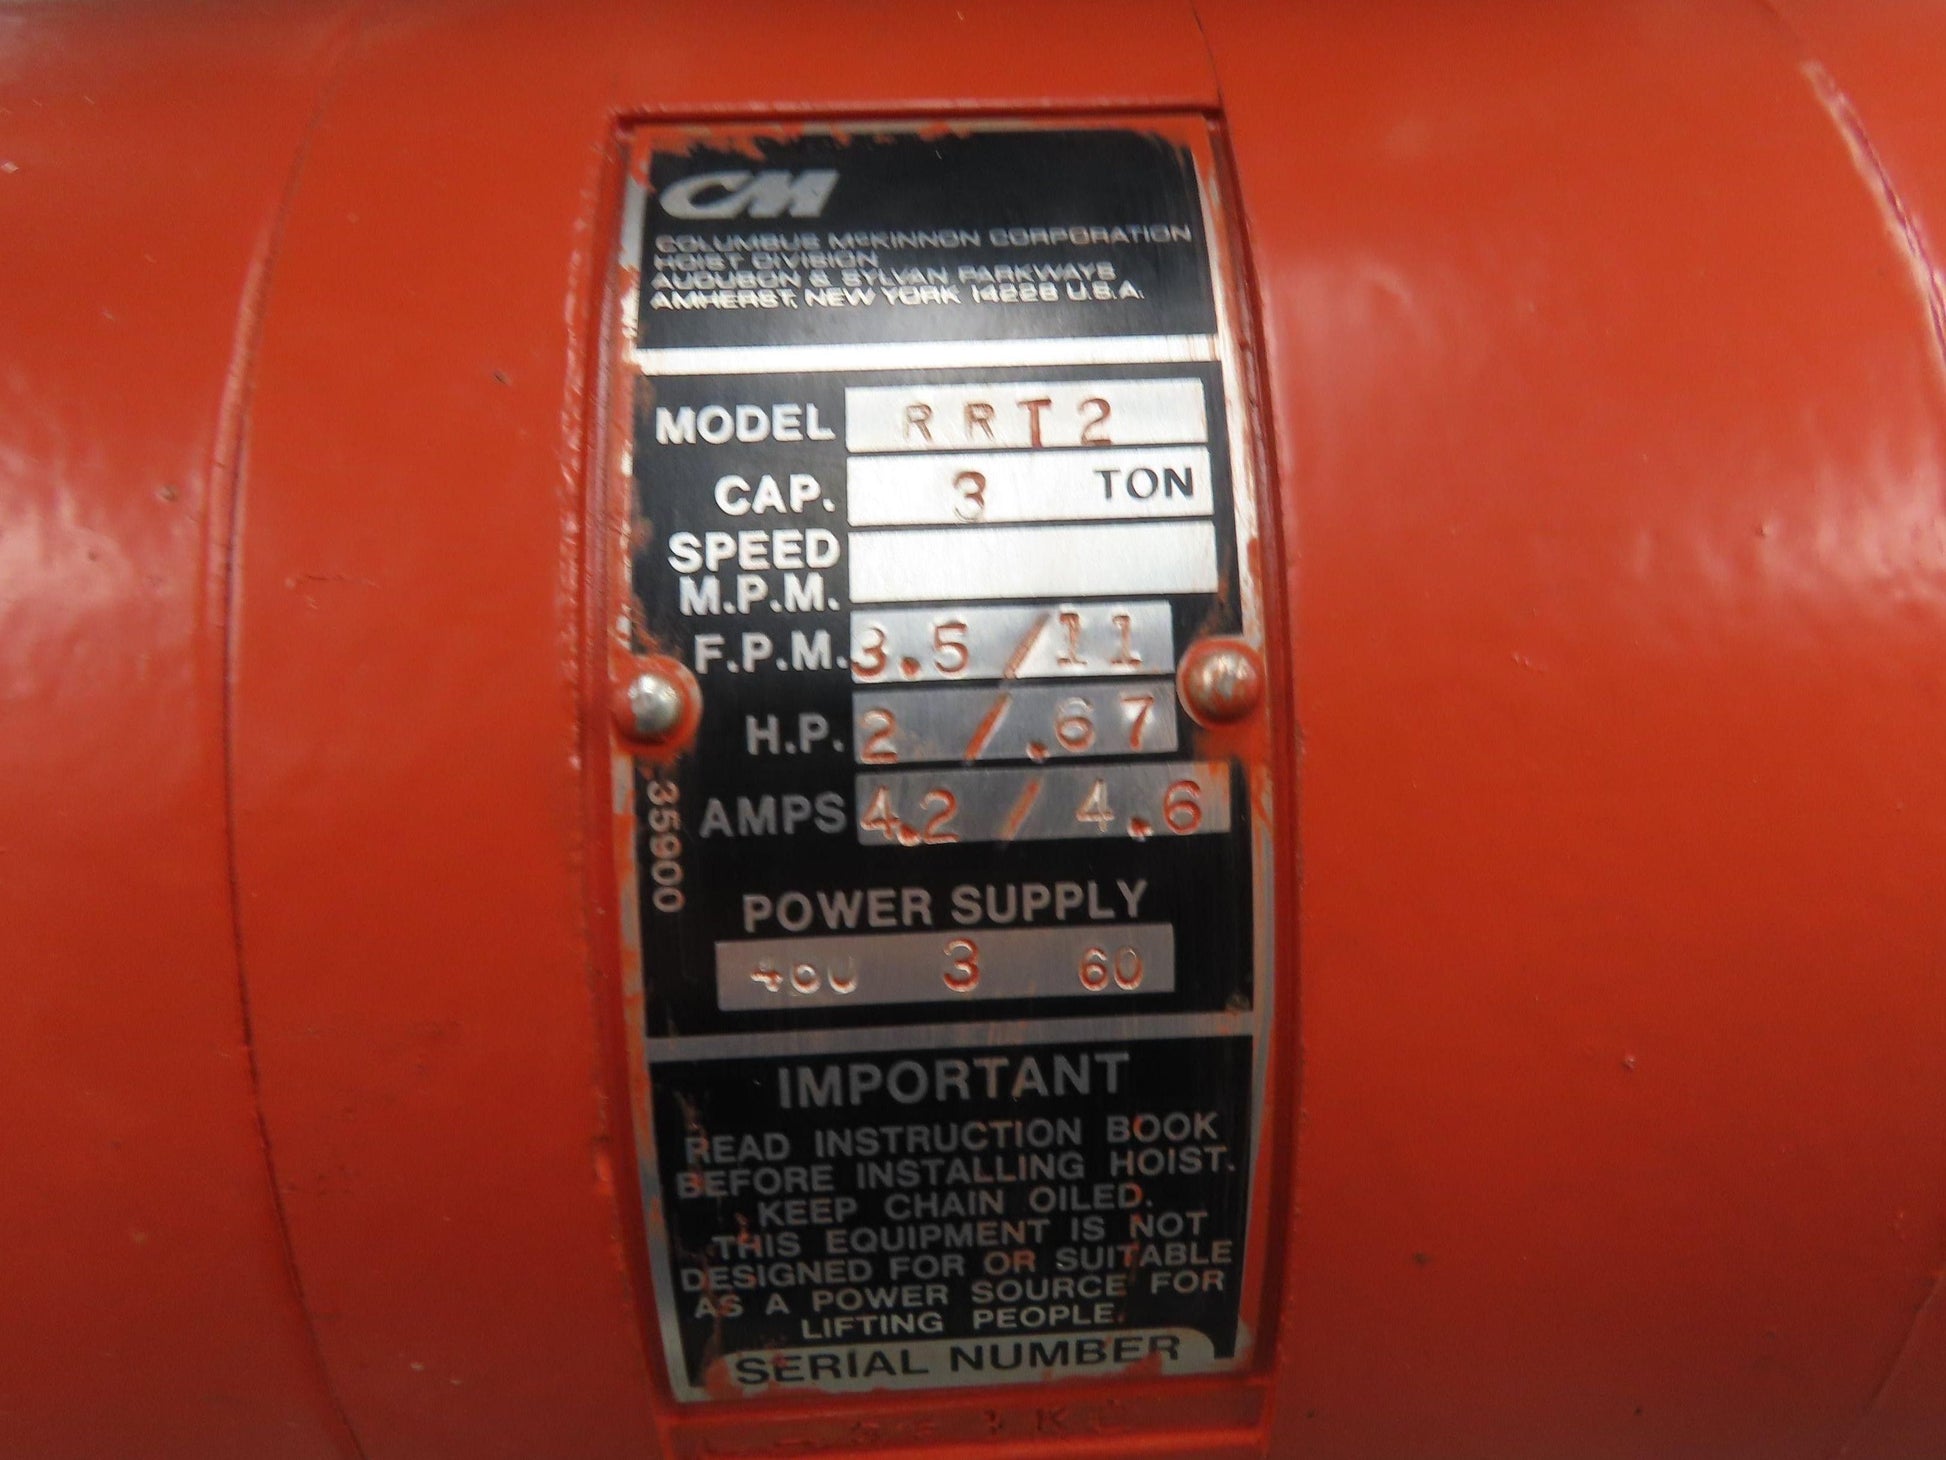 CM
COLUMBUS McKINNON CORPORATION
HOIST DIVISION
AUDUBON & SYLVAN PARKWAYS
AMHERST, NEW YORK 14228 U.S.A.
MODEL RRT2
CAP. 3 TON
SPEED
M.P.M.
F.P.M. 3.5 / 11
H.P. 2 / .67
AMPS 4.2 / 4.6
35900
POWER SUPPLY
460 3 60
IMPORTANT
READ INSTRUCTION BOOK
BEFORE INSTALLING HOIST.
KEEP CHAIN OILED.
THIS EQUIPMENT IS NOT
DESIGNED FOR OR SUITABLE
AS A POWER SOURCE FOR
LIFTING PEOPLE.
SERIAL NUMBER